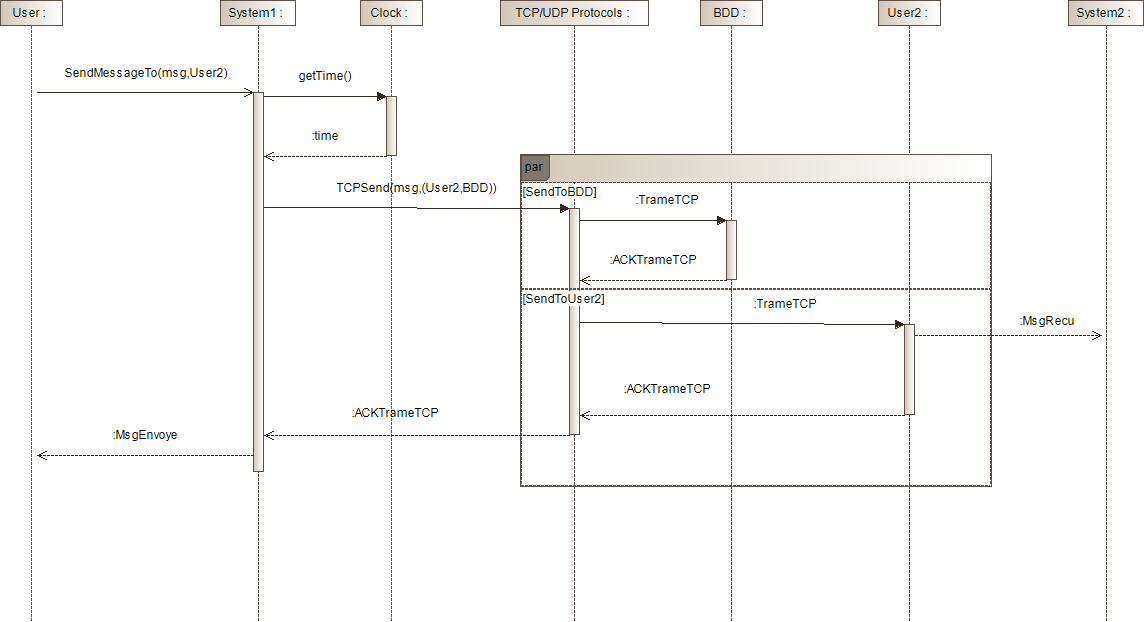 User :
System1 :
Clock :
TCP/UDP Protocols :
BDD :
User2 :
System2 :
SendMessageTo(msg,User2)
getTime()
:time
par
TCPSend(msg,(User2,BDD))
[SendToBDD]
:TrameTCP
:ACKTrameTCP
[SendToUser2]
:TrameTCP
:MsgRecu
:ACKTrameTCP
:ACKTrameTCP
:MsgEnvoye